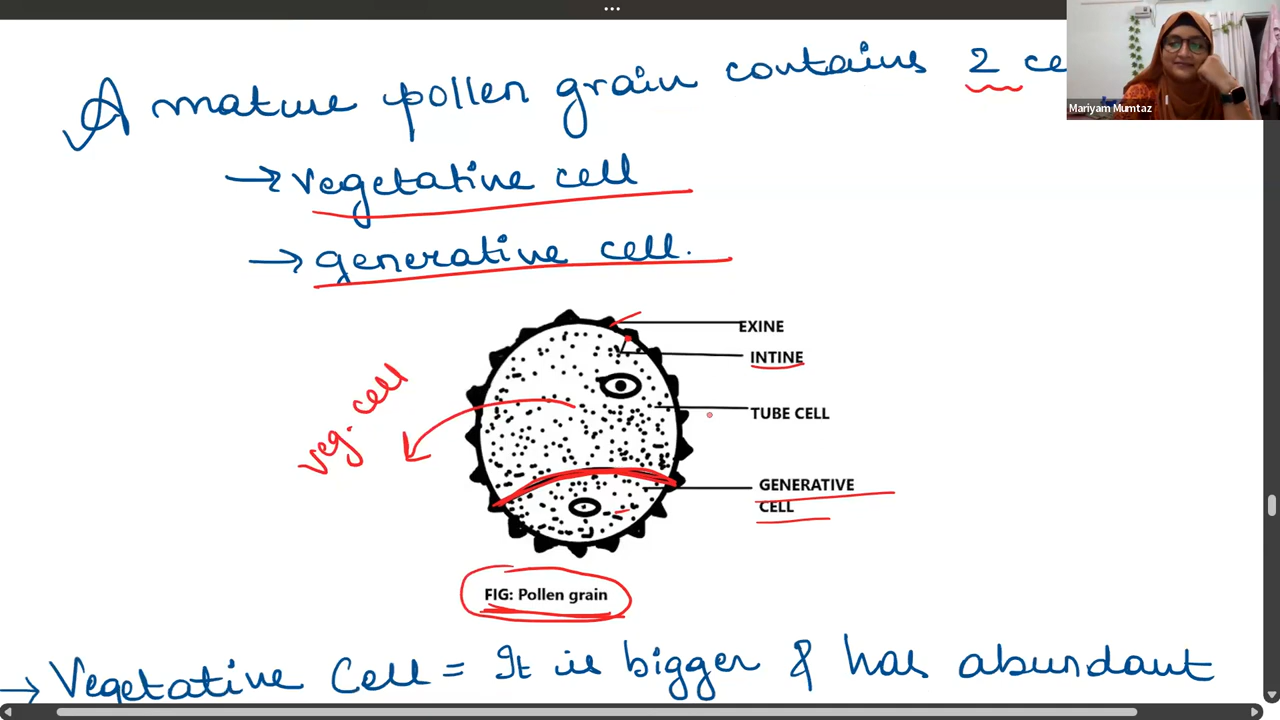 A mature pollen grain contains 2 ce
Mariyam Mumtaz
→ vegetative cell
→ generative cell.
EXINE
INTINE
veg. cell
TUBE CELL
GENERATIVE
CELL
FIG: Pollen grain
→ Vegetative Cell = It is bigger & has abundant